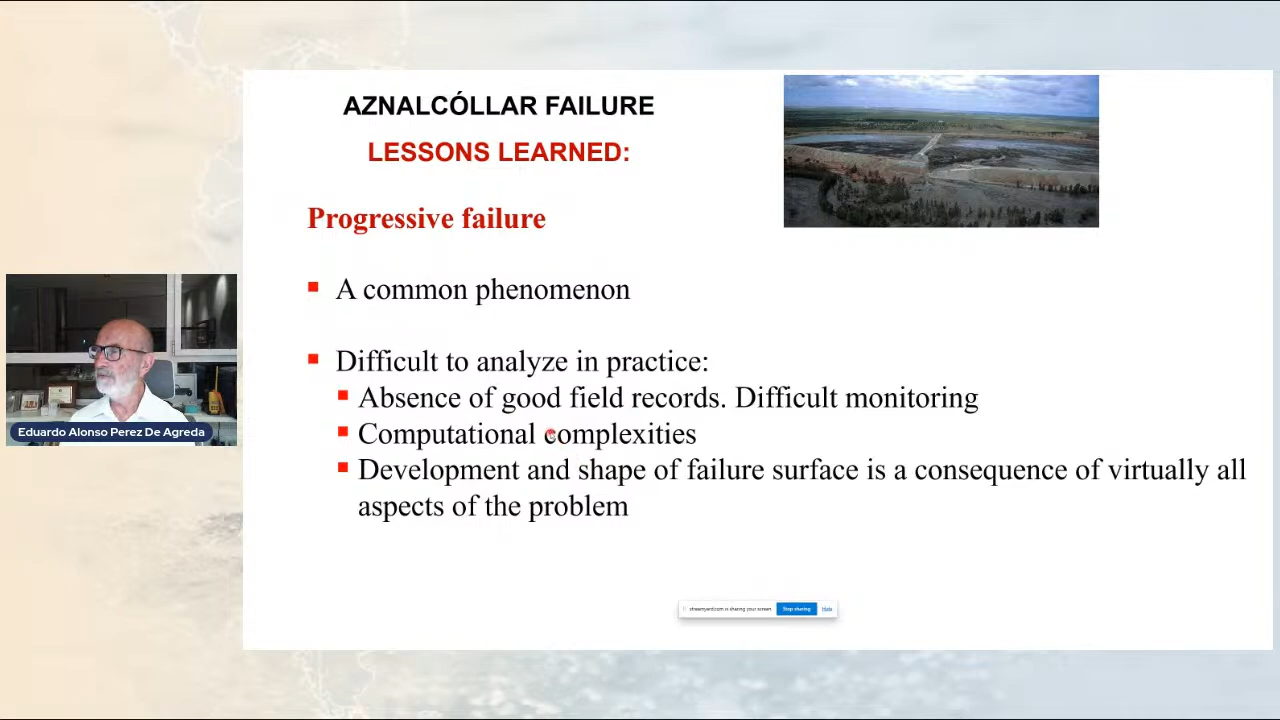 AZNALCÓLLAR FAILURE
LESSONS LEARNED:
Progressive failure
A common phenomenon
Difficult to analyze in practice:
Absence of good field records. Difficult monitoring
Computational complexities
Development and shape of failure surface is a consequence of virtually all
aspects of the problem
Eduardo Alonso Perez De Agreda
streamyard.com is sharing your screen. Stop sharing Hide